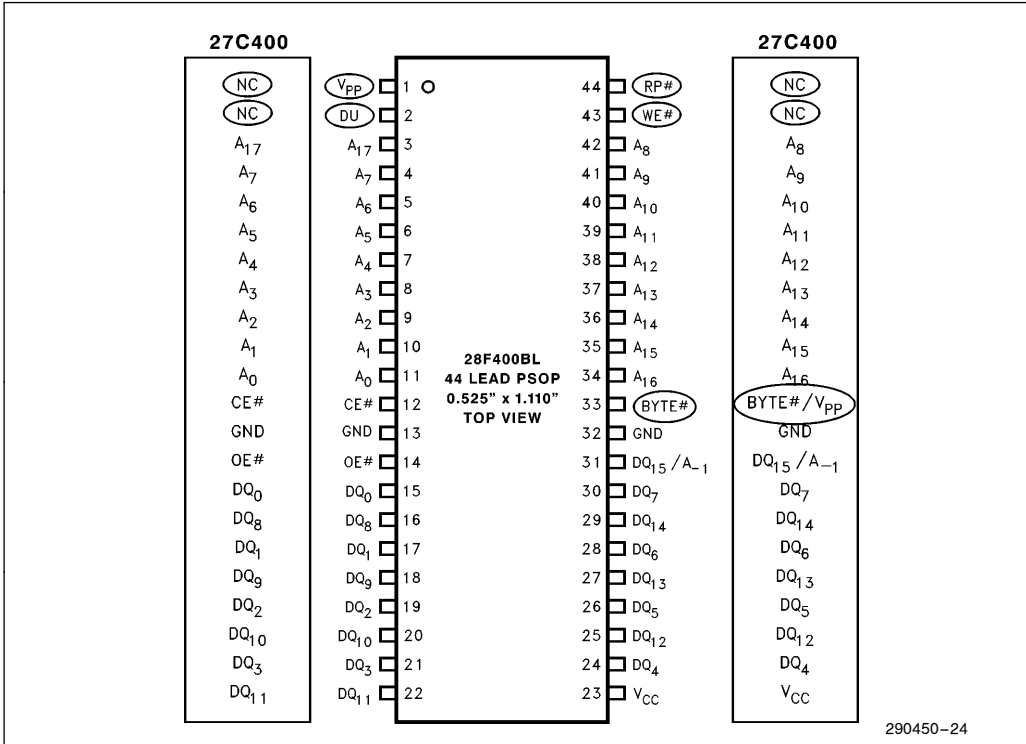 27C400 27C400
NC V_PP 1 44 RP# NC
NC DU 2 43 WE# NC
A17 A17 3 42 A8 A8
A7 A7 4 41 A9 A9
A6 A6 5 40 A10 A10
A5 A5 6 39 A11 A11
A4 A4 7 38 A12 A12
A3 A3 8 37 A13 A13
A2 A2 9 36 A14 A14
A1 A1 10 35 A15 A15
A0 A0 11 34 A16 A16
CE# CE# 12 33 BYTE# BYTE#/VPP
GND GND 13 32 GND GND
OE# OE# 14 31 DQ15/A-1 DQ15/A-1
DQ0 DQ0 15 30 DQ7 DQ7
DQ8 DQ8 16 29 DQ14 DQ14
DQ1 DQ1 17 28 DQ6 DQ6
DQ9 DQ9 18 27 DQ13 DQ13
DQ2 DQ2 19 26 DQ5 DQ5
DQ10 DQ10 20 25 DQ12 DQ12
DQ3 DQ3 21 24 DQ4 DQ4
DQ11 DQ11 22 23 VCC VCC
28F400BL
44 LEAD PSOP
0.525" x 1.110"
TOP VIEW
290450-24